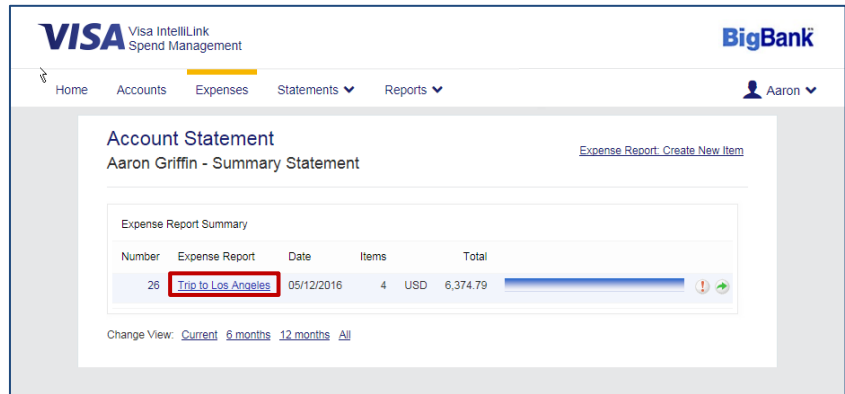 VISA Visa IntelliLink
Spend Management
BigBank
Home Accounts Expenses Statements Reports Aaron
Account Statement
Aaron Griffin - Summary Statement
Expense Report: Create New Item
Expense Report Summary
Number Expense Report Date Items Total
26 Trip to Los Angeles 05/12/2016 4 USD 6,374.79
Change View: Current 6 months 12 months All